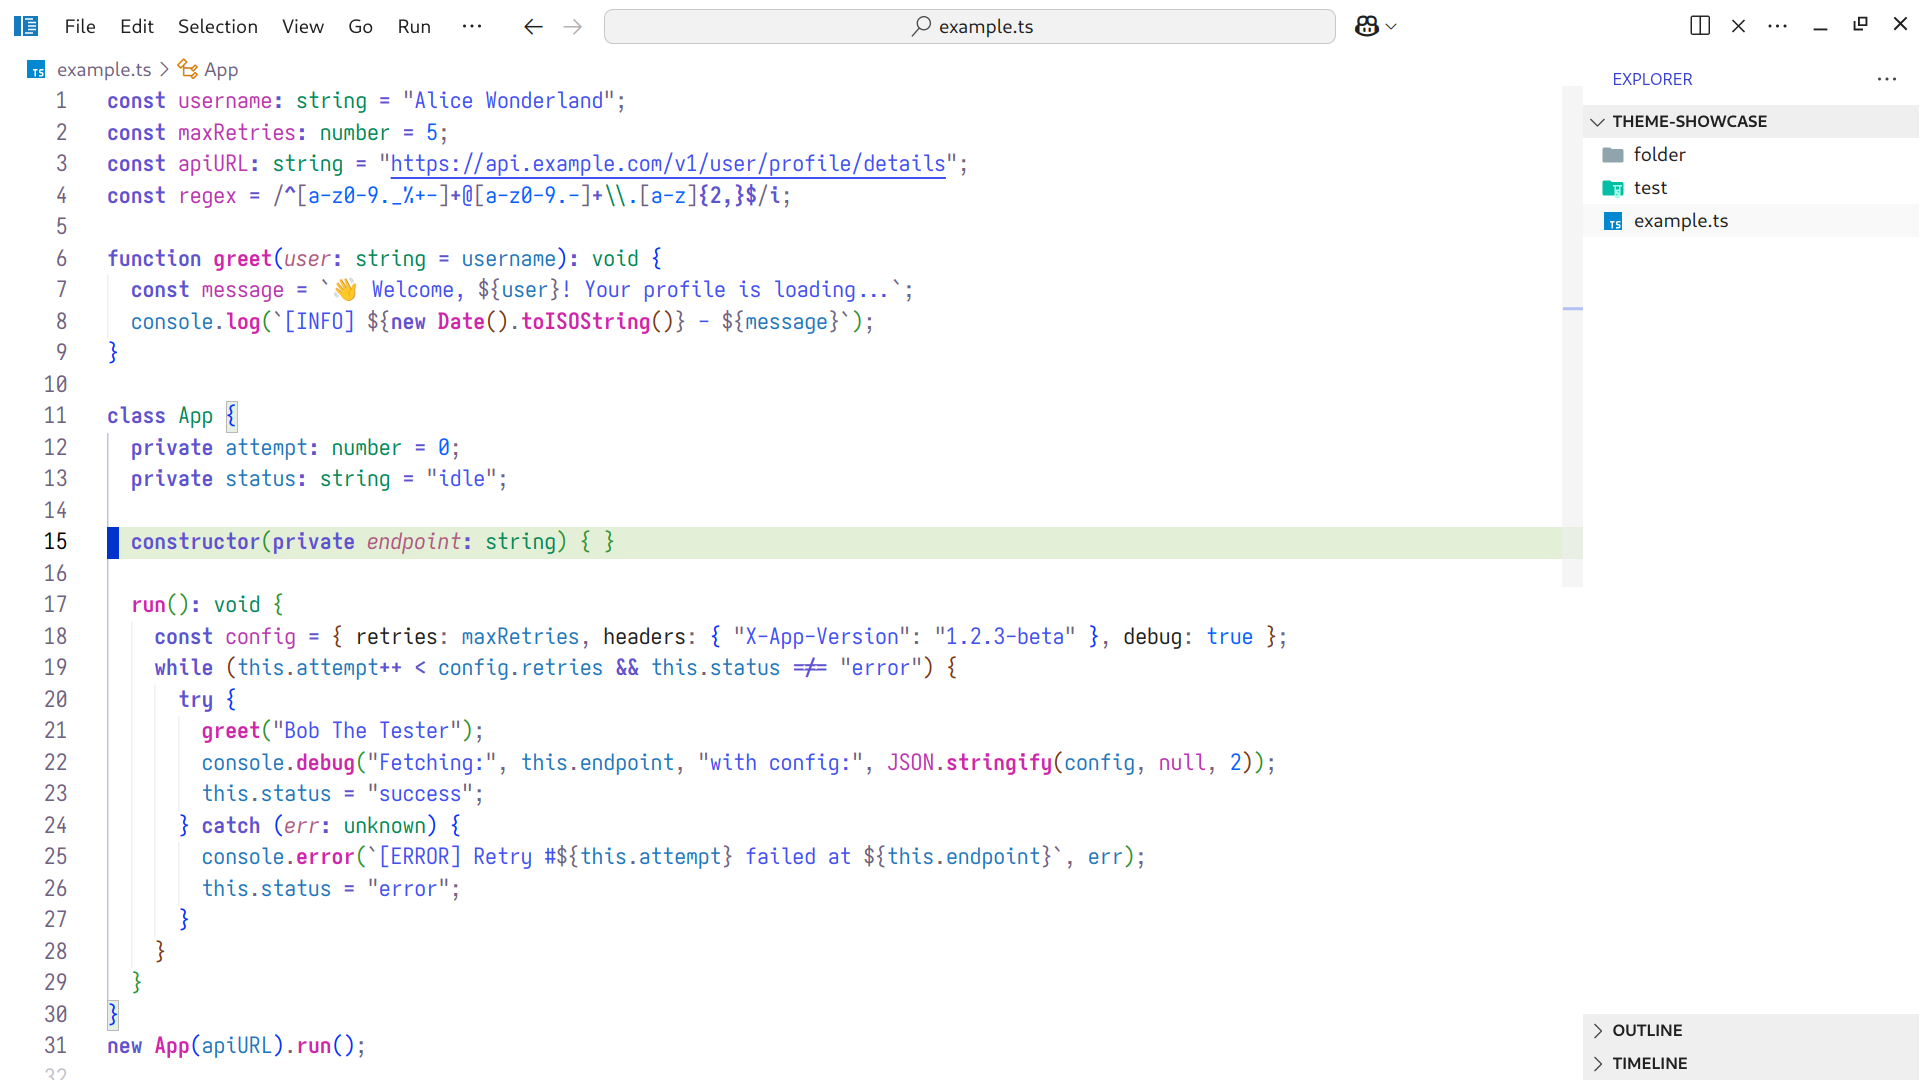 File Edit Selection View Go Run ··· example.ts
example.ts > App
1 const username: string = "Alice Wonderland";
2 const maxRetries: number = 5;
3 const apiURL: string = "https://api.example.com/v1/user/profile/details";
4 const regex = /^[a-z0-9._%+-]+@[a-z0-9.-]+\\.[a-z]{2,}$/i;
5
6 function greet(user: string = username): void {
7 const message = `👋 Welcome, ${user}! Your profile is loading...`;
8 console.log(`[INFO] ${new Date().toISOString()} - ${message}`);
9 }
10
11 class App {
12 private attempt: number = 0;
13 private status: string = "idle";
14
15 constructor(private endpoint: string) { }
16
17 run(): void {
18 const config = { retries: maxRetries, headers: { "X-App-Version": "1.2.3-beta" }, debug: true };
19 while (this.attempt++ < config.retries && this.status !== "error") {
20 try {
21 greet("Bob The Tester");
22 console.debug("Fetching:", this.endpoint, "with config:", JSON.stringify(config, null, 2));
23 this.status = "success";
24 } catch (err: unknown) {
25 console.error(`[ERROR] Retry #${this.attempt} failed at ${this.endpoint}`, err);
26 this.status = "error";
27 }
28 }
29 }
30 }
31 new App(apiURL).run();
32
EXPLORER
THEME-SHOWCASE
folder
test
TS example.ts
OUTLINE
TIMELINE